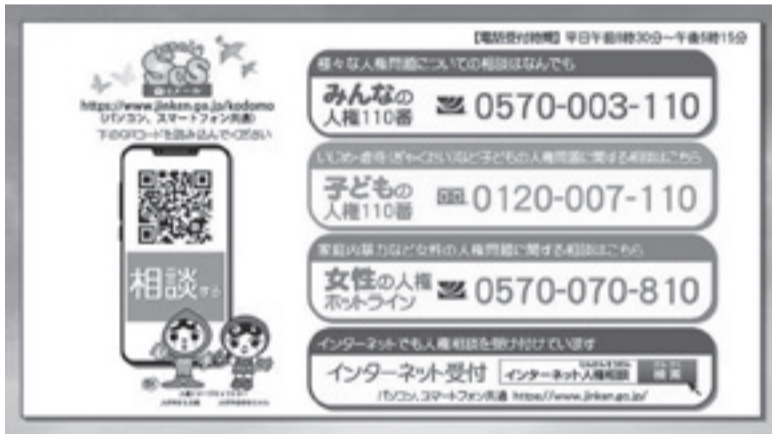 SOS
eメール
https://www.jinken.go.jp/kodomo
(パソコン、スマートフォン共通)
下のQRコードを読み込んでください
相談する
【電話受付時間】平日午前8時30分～午後5時15分
様々な人権問題についての相談はなんでも
みんなの
人権110番
0570-003-110
いじめ・虐待(ぎゃくたい)など子どもの人権問題に関する相談はこちら
子どもの
人権110番
0120-007-110
家庭内暴力など女性の人権問題に関する相談はこちら
女性の人権
ホットライン
0570-070-810
インターネットでも人権相談を受け付けています
インターネット受付
インターネット人権相談
検索
パソコン、スマートフォン共通 https://www.jinken.go.jp/